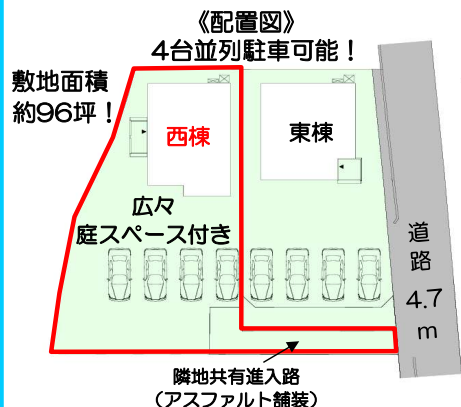 《配置図》
4台並列駐車可能！
敷地面積
約96坪！
西棟
東棟
広々
庭スペース付き
道路
4.7
m
隣地共有進入路
（アスファルト舗装）